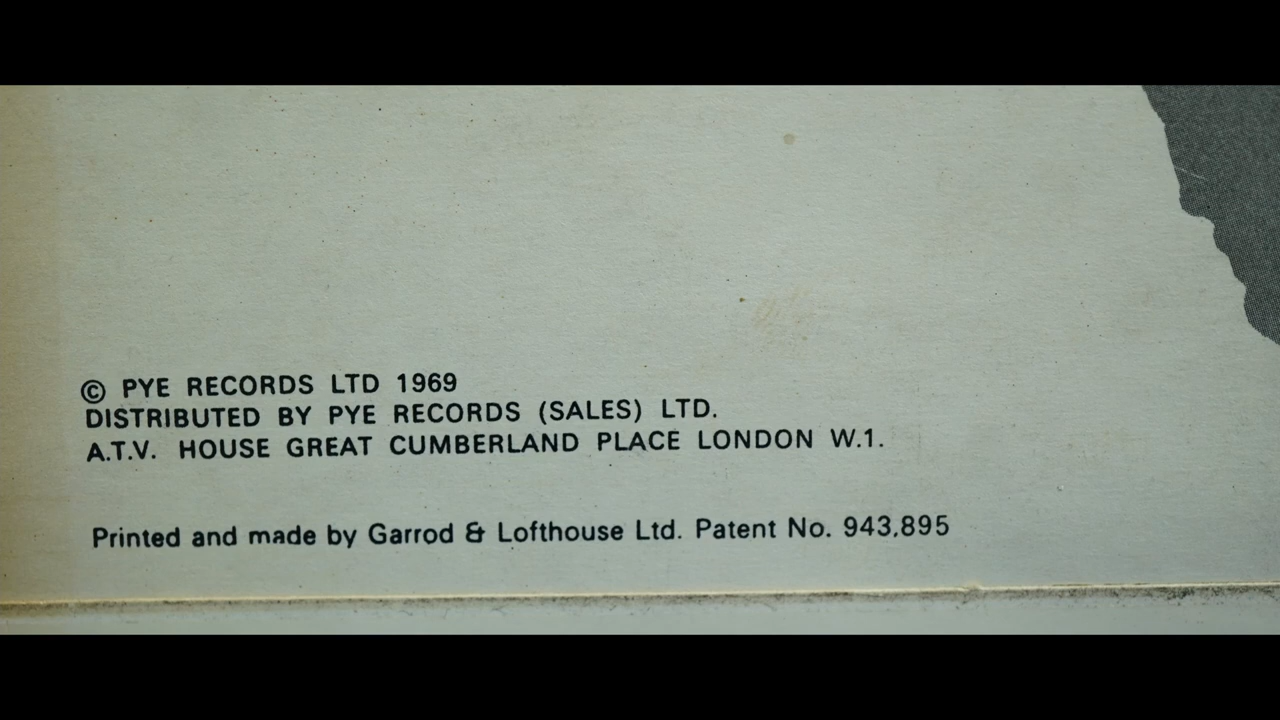 © PYE RECORDS LTD 1969
DISTRIBUTED BY PYE RECORDS (SALES) LTD.
A.T.V. HOUSE GREAT CUMBERLAND PLACE LONDON W.1.
Printed and made by Garrod & Lofthouse Ltd. Patent No. 943,895